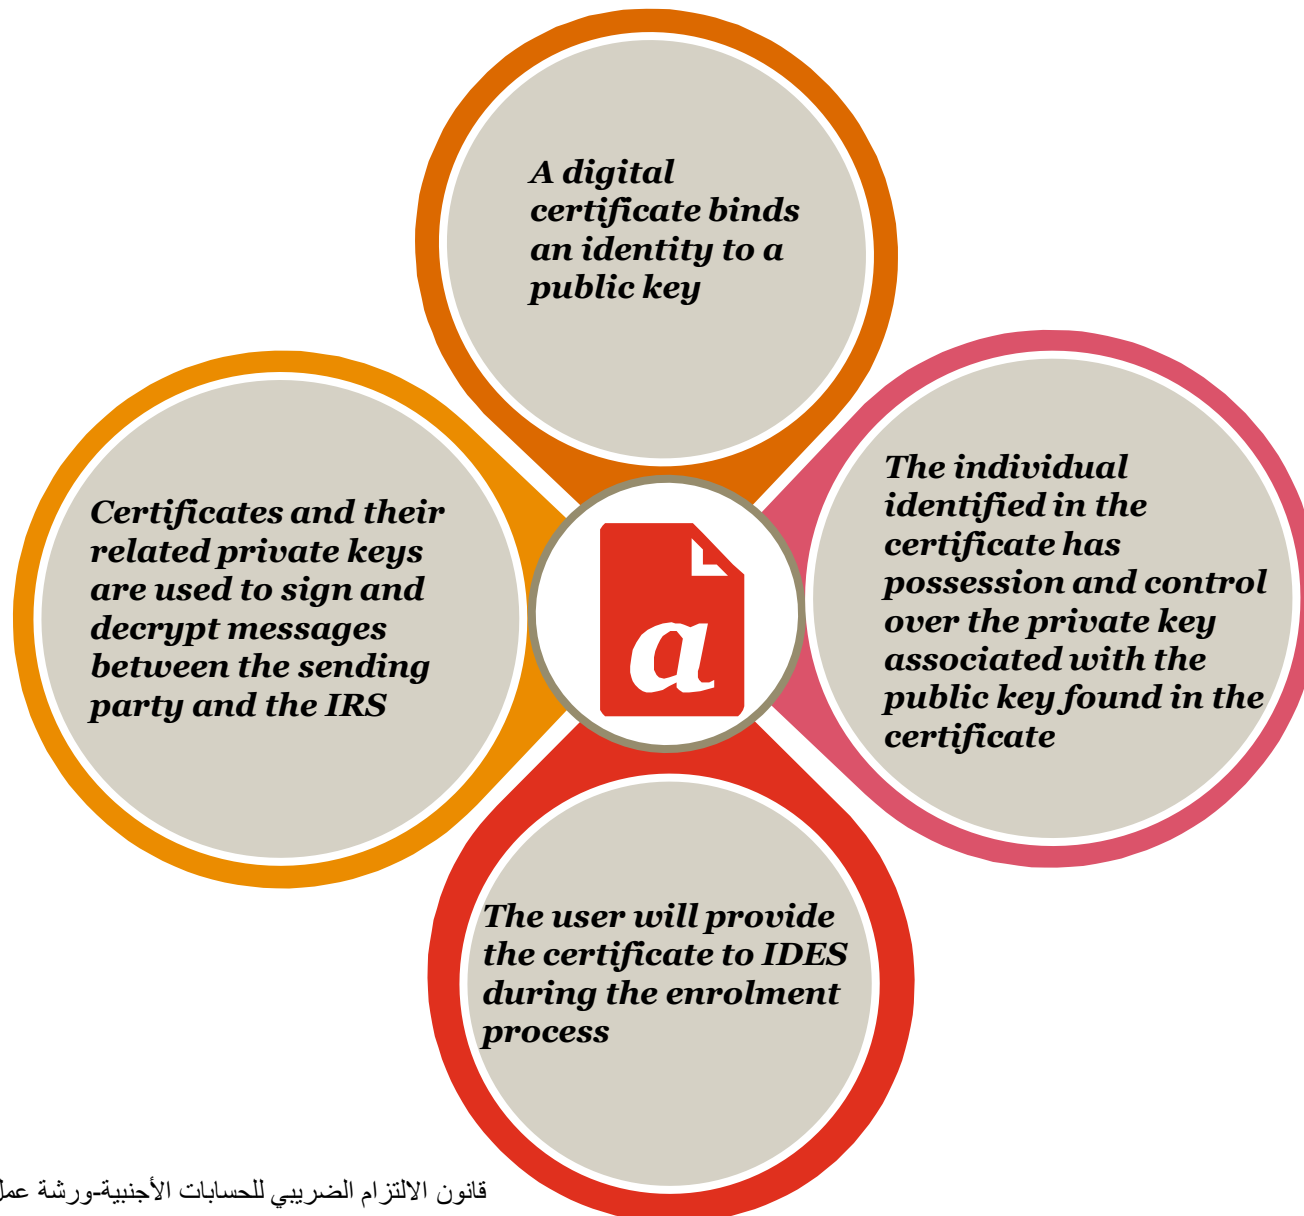 A digital
certificate binds
an identity to a
public key
The individual
identified in the
certificate has
possession and control
over the private key
associated with the
public key found in the
certificate
Certificates and their
related private keys
are used to sign and
decrypt messages
between the sending
party and the IRS
a
The user will provide
the certificate to IDES
during the enrolment
process
قانون الالتزام الضريبي للحسابات الأجنبية-ورشة عمل